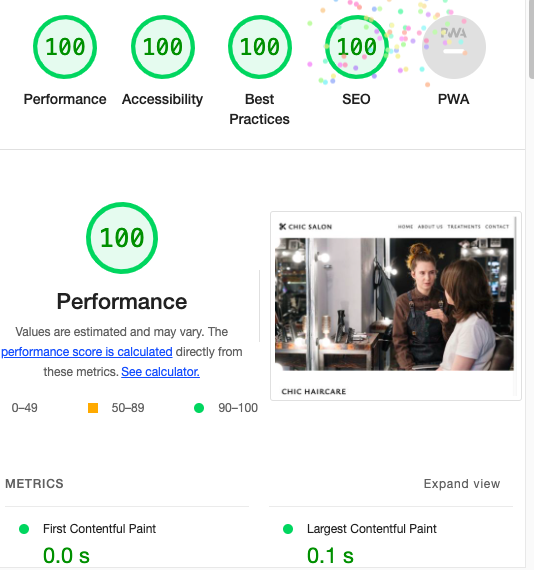 100 100 100 100 PWA
Performance Accessibility Best Practices SEO PWA
100
Performance
Values are estimated and may vary. The
performance score is calculated directly from
these metrics. See calculator.
0–49 50–89 90–100
CHIC SALON HOME ABOUT US TREATMENTS CONTACT
CHIC HAIRCARE
METRICS Expand view
First Contentful Paint Largest Contentful Paint
0.0 s 0.1 s